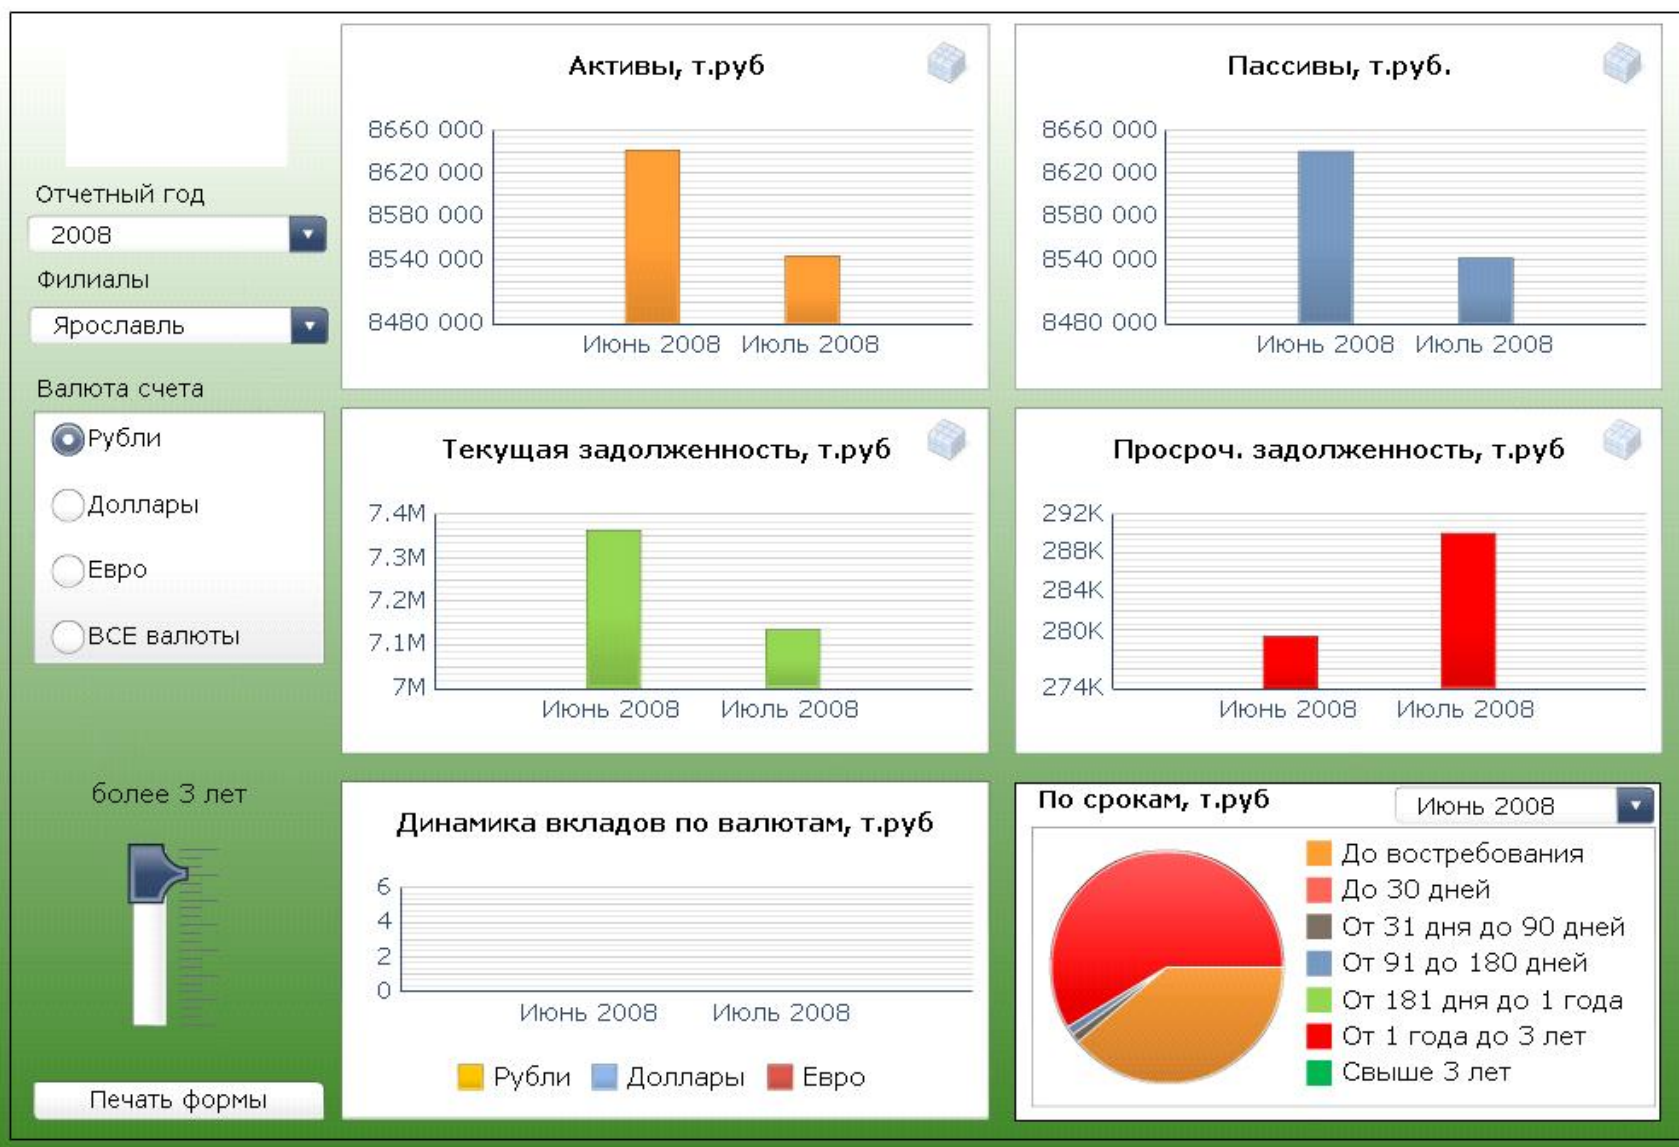 Отчетный год
2008
Филиалы
Ярославль
Валюта счета
Рубли
Доллары
Евро
ВСЕ валюты
более 3 лет
Печать формы
Активы, т.руб
8660 000
8620 000
8580 000
8540 000
8480 000
Июнь 2008 Июль 2008
Пассивы, т.руб.
8660 000
8620 000
8580 000
8540 000
8480 000
Июнь 2008 Июль 2008
Текущая задолженность, т.руб
7.4M
7.3M
7.2M
7.1M
7M
Июнь 2008 Июль 2008
Просроч. задолженность, т.руб
292K
288K
284K
280K
274K
Июнь 2008 Июль 2008
Динамика вкладов по валютам, т.руб
6
4
2
0
Июнь 2008 Июль 2008
Рубли Доллары Евро
По срокам, т.руб Июнь 2008
До востребования
До 30 дней
От 31 дня до 90 дней
От 91 до 180 дней
От 181 дня до 1 года
От 1 года до 3 лет
Свыше 3 лет